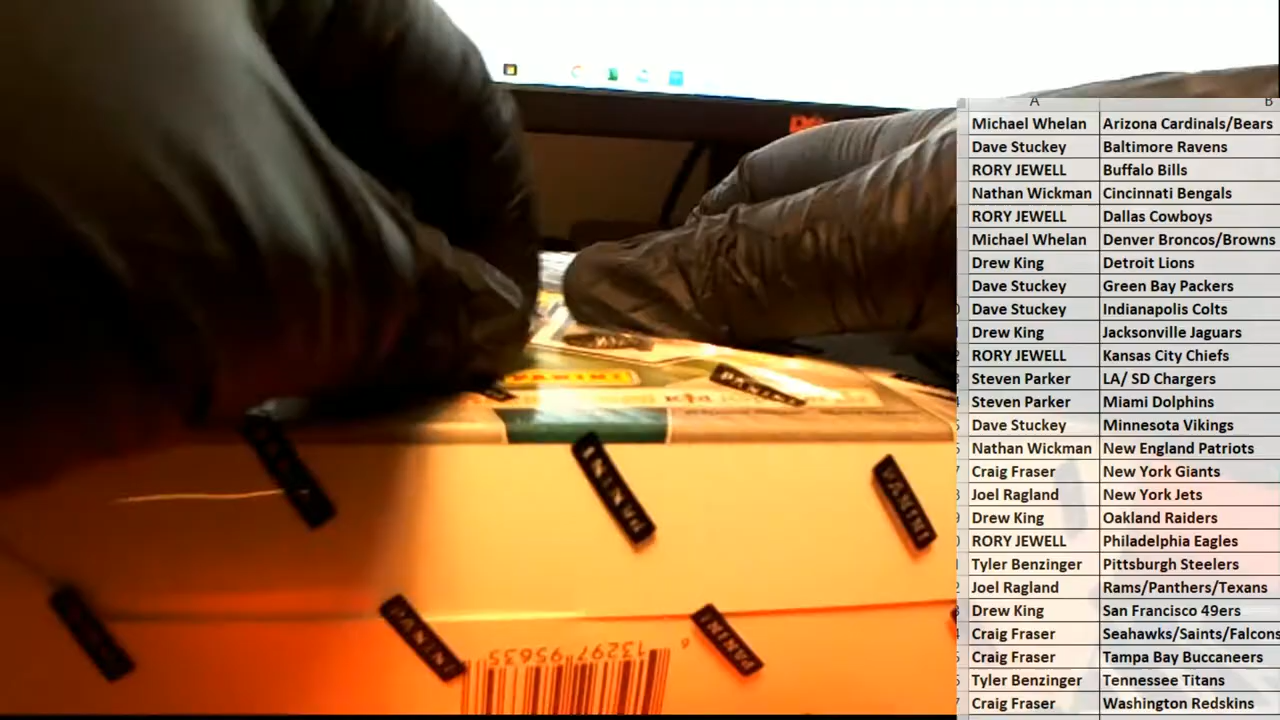 A B
Michael Whelan Arizona Cardinals/Bears
Dave Stuckey Baltimore Ravens
RORY JEWELL Buffalo Bills
Nathan Wickman Cincinnati Bengals
RORY JEWELL Dallas Cowboys
Michael Whelan Denver Broncos/Browns
Drew King Detroit Lions
Dave Stuckey Green Bay Packers
Dave Stuckey Indianapolis Colts
Drew King Jacksonville Jaguars
RORY JEWELL Kansas City Chiefs
Steven Parker LA/ SD Chargers
Steven Parker Miami Dolphins
Dave Stuckey Minnesota Vikings
Nathan Wickman New England Patriots
Craig Fraser New York Giants
Joel Ragland New York Jets
Drew King Oakland Raiders
RORY JEWELL Philadelphia Eagles
Tyler Benzinger Pittsburgh Steelers
Joel Ragland Rams/Panthers/Texans
Drew King San Francisco 49ers
Craig Fraser Seahawks/Saints/Falcons
Craig Fraser Tampa Bay Buccaneers
Tyler Benzinger Tennessee Titans
Craig Fraser Washington Redskins
PANINI
PANINI
PANINI
PANINI
PANINI
PANINI
6 13297 95635